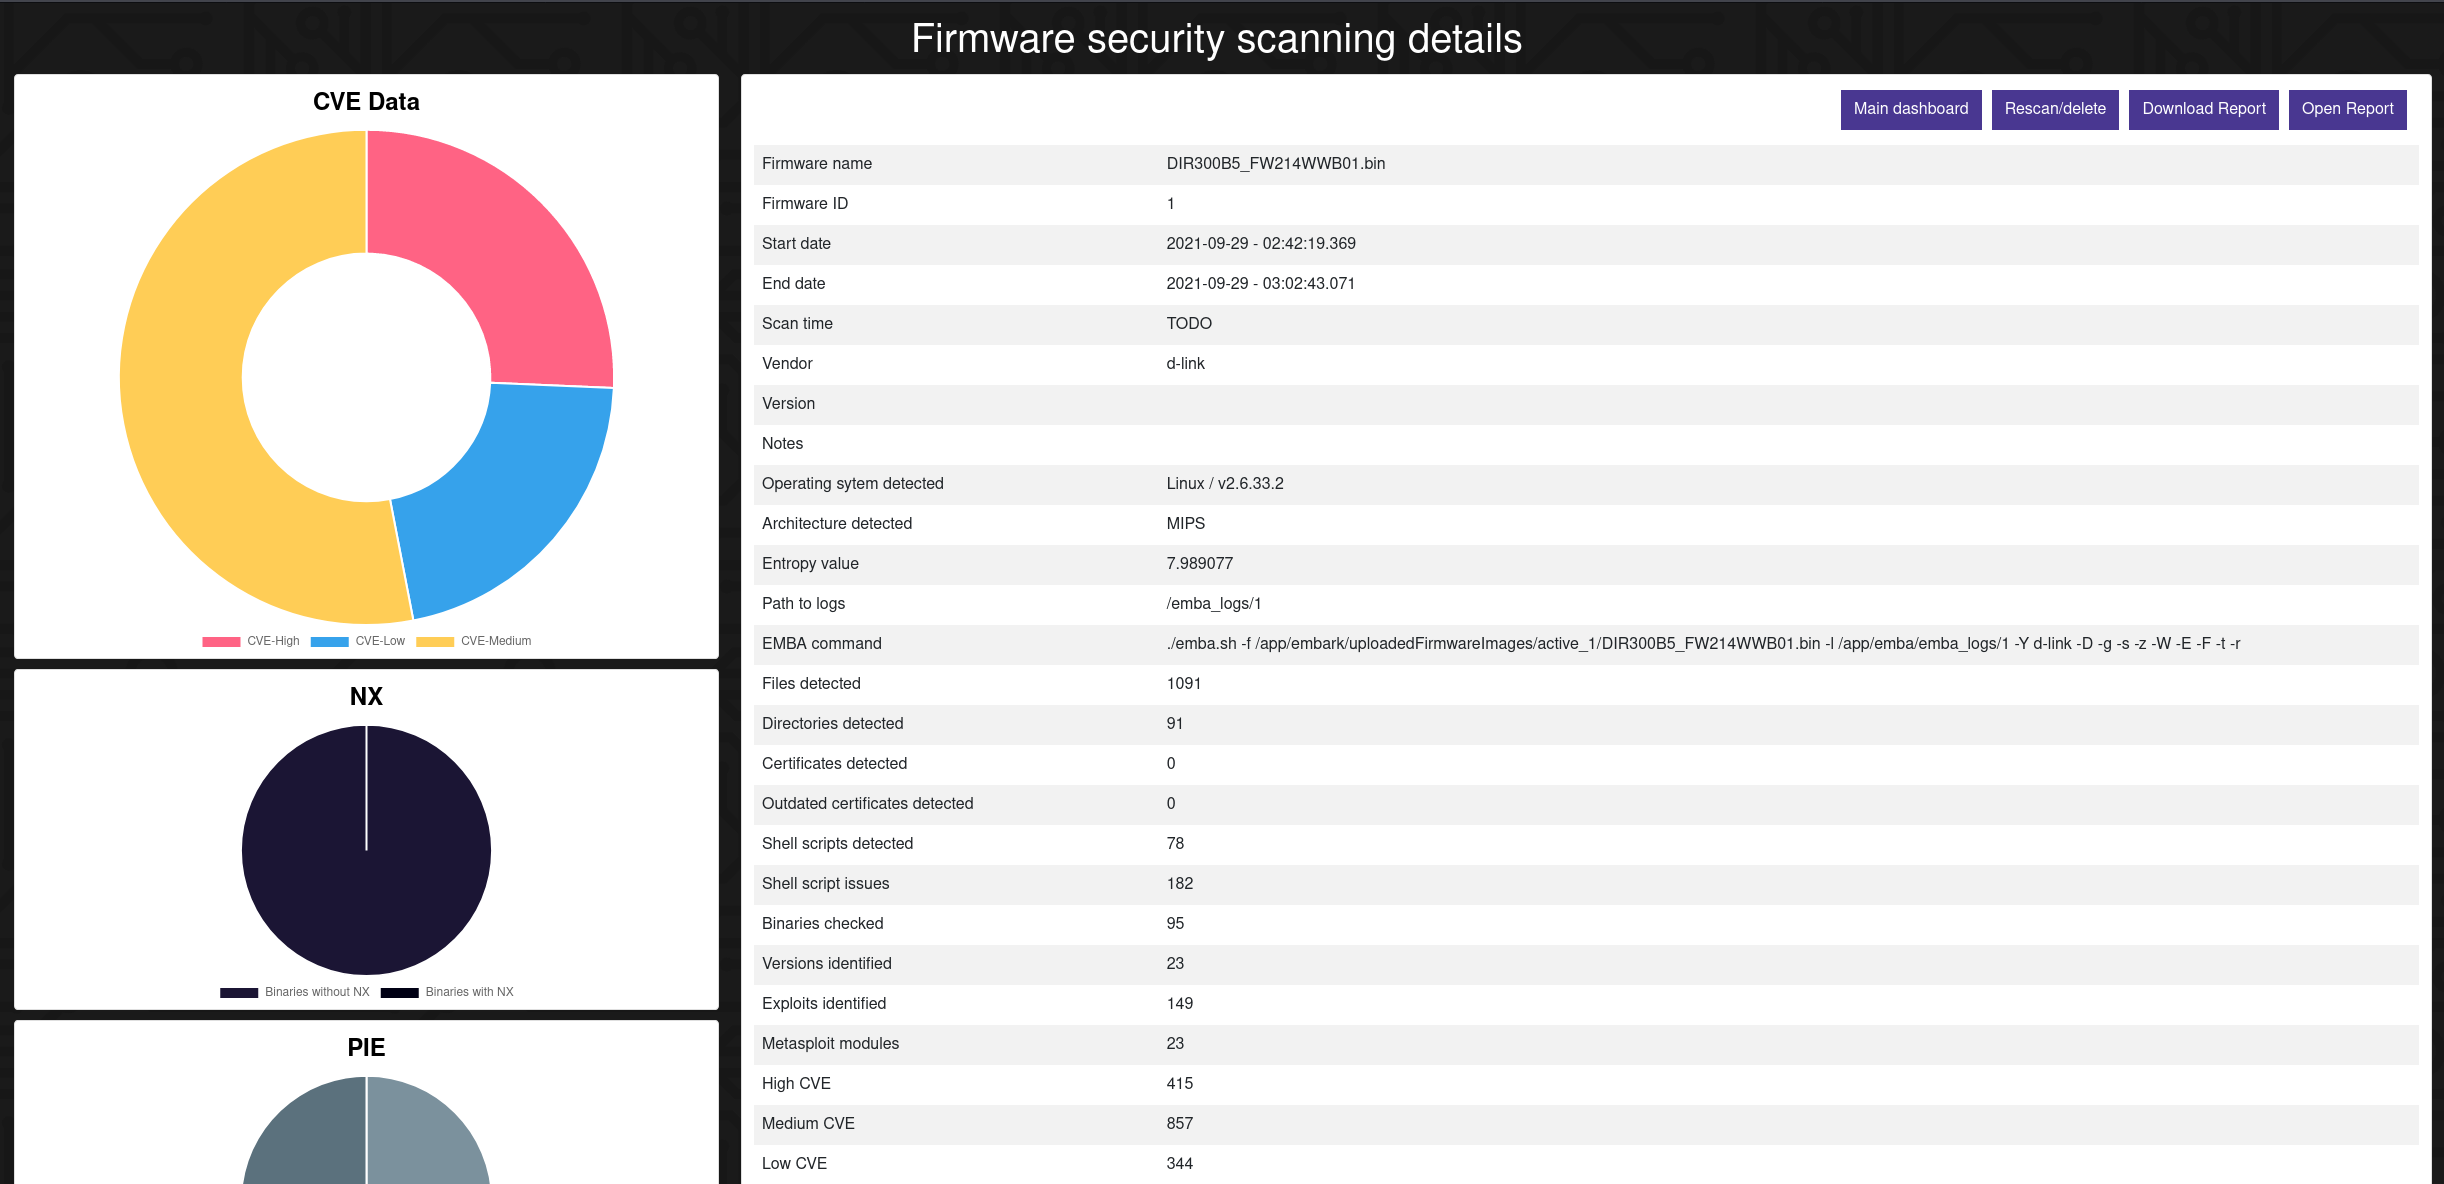 Firmware security scanning details
CVE Data
CVE-High CVE-Low CVE-Medium
NX
Binaries without NX Binaries with NX
PIE
Main dashboard Rescan/delete Download Report Open Report
Firmware name DIR300B5_FW214WWB01.bin
Firmware ID 1
Start date 2021-09-29 - 02:42:19.369
End date 2021-09-29 - 03:02:43.071
Scan time TODO
Vendor d-link
Version
Notes
Operating sytem detected Linux / v2.6.33.2
Architecture detected MIPS
Entropy value 7.989077
Path to logs /emba_logs/1
EMBA command ./emba.sh -f /app/embark/uploadedFirmwareImages/active_1/DIR300B5_FW214WWB01.bin -l /app/emba/emba_logs/1 -Y d-link -D -g -s -z -W -E -F -t -r
Files detected 1091
Directories detected 91
Certificates detected 0
Outdated certificates detected 0
Shell scripts detected 78
Shell script issues 182
Binaries checked 95
Versions identified 23
Exploits identified 149
Metasploit modules 23
High CVE 415
Medium CVE 857
Low CVE 344